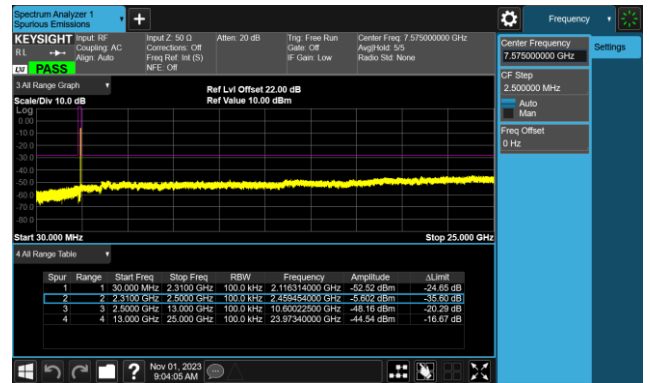 Spectrum Analyzer 1
Spurious Emissions
Frequency
KEYSIGHT
RL
LXI
PASS
Input: RF
Coupling: AC
Align: Auto
Input Z: 50 Ω
Corrections: Off
Freq Ref: Int (S)
NFE: Off
Atten: 20 dB
Trig: Free Run
Gate: Off
IF Gain: Low
Center Freq: 7.575000000 GHz
Avg|Hold: 5/5
Radio Std: None
Center Frequency
7.575000000 GHz
Settings
CF Step
2.500000 MHz
Auto
Man
Freq Offset
0 Hz
3 All Range Graph
Scale/Div 10.0 dB
Ref Lvl Offset 22.00 dB
Ref Value 10.00 dBm
Log
0.00
-10.0
-20.0
-30.0
-40.0
-50.0
-60.0
-70.0
-80.0
Start 30.000 MHz
Stop 25.000 GHz
4 All Range Table
Spur Range Start Freq Stop Freq RBW Frequency Amplitude ΔLimit
1 1 30.000 MHz 2.3100 GHz 100.0 kHz 2.116314000 GHz -52.52 dBm -24.65 dB
2 2 2.3100 GHz 2.5000 GHz 100.0 kHz 2.459454000 GHz -5.602 dBm -35.60 dB
3 3 2.5000 GHz 13.000 GHz 100.0 kHz 10.60022500 GHz -48.16 dBm -20.29 dB
4 4 13.000 GHz 25.000 GHz 100.0 kHz 23.97340000 GHz -44.54 dBm -16.67 dB
Nov 01, 2023
9:04:05 AM